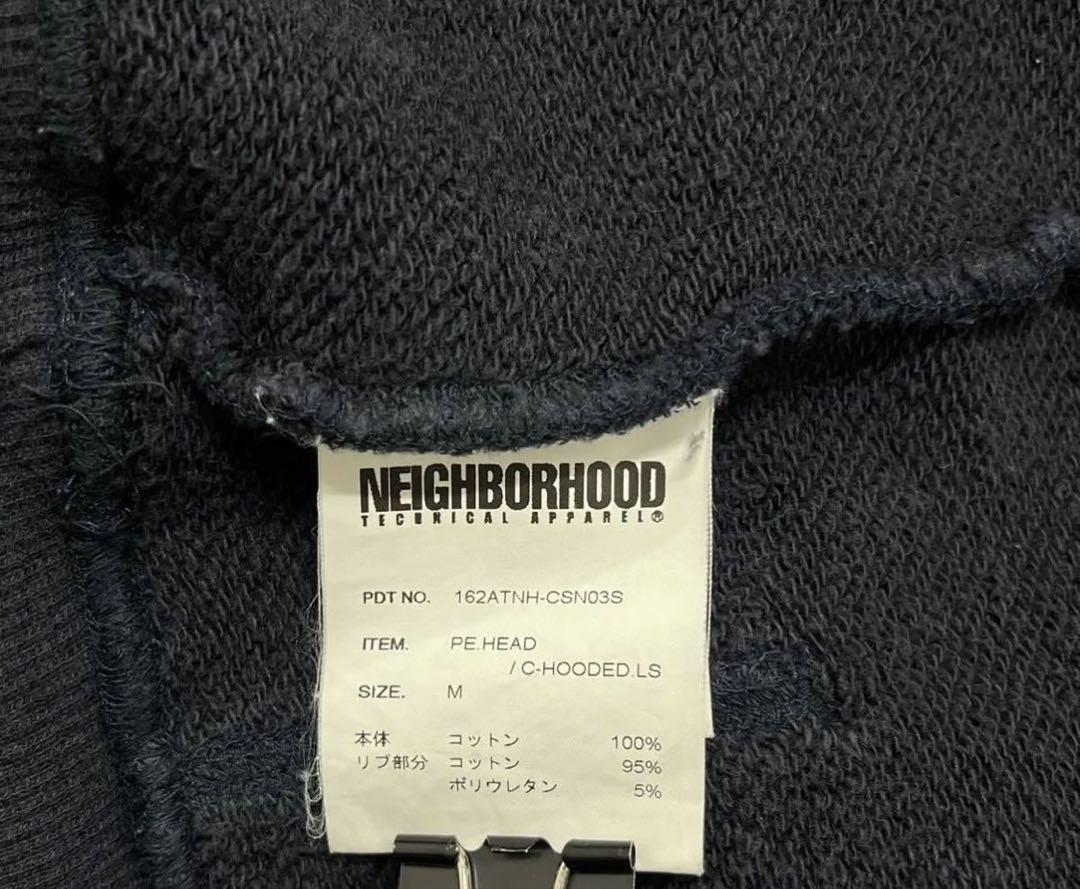 NEIGHBORHOOD
TECHNICAL APPAREL®
PDT NO. 162ATNH-CSN03S
ITEM. PE.HEAD
/ C-HOODED.LS
SIZE. M
本体 コットン 100%
リブ部分 コットン 95%
ポリウレタン 5%